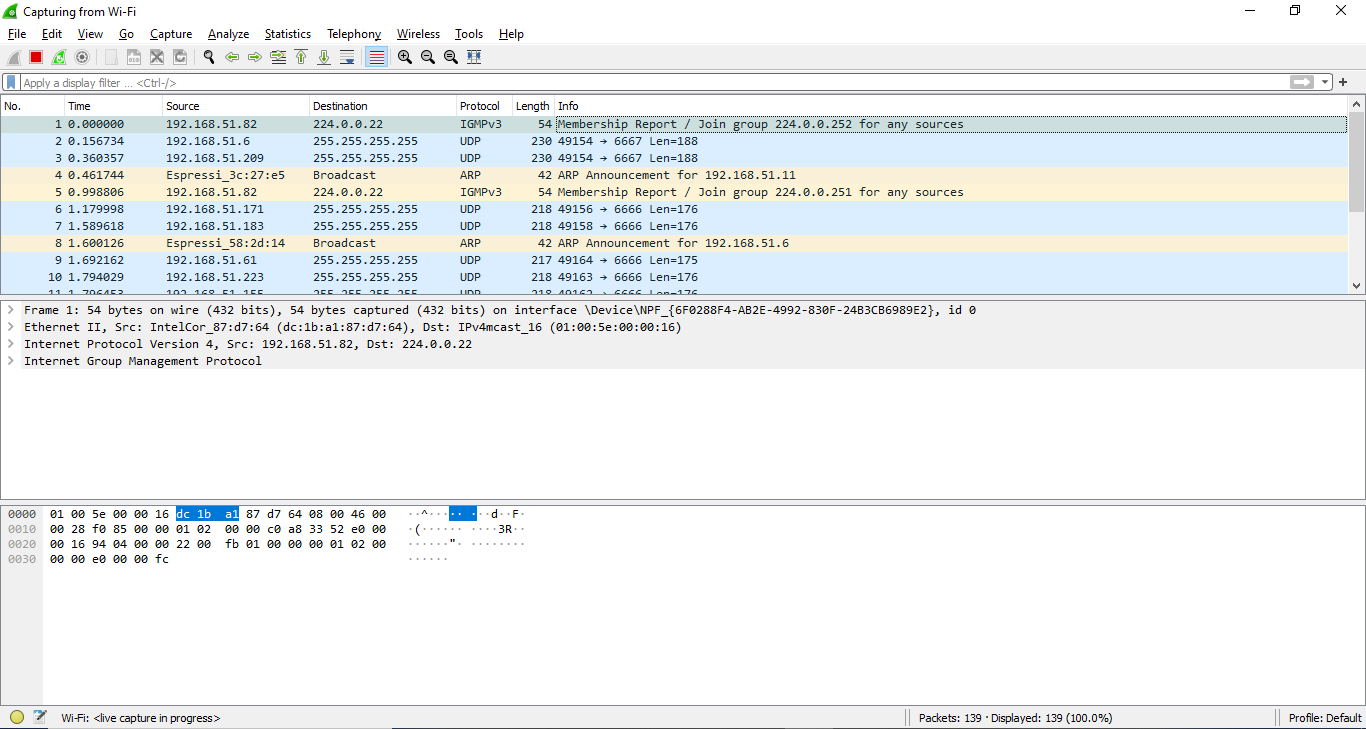 Capturing from Wi-Fi
File Edit View Go Capture Analyze Statistics Telephony Wireless Tools Help
Apply a display filter ... <Ctrl-/>
No. Time Source Destination Protocol Length Info
1 0.000000 192.168.51.82 224.0.0.22 IGMPv3 54 Membership Report / Join group 224.0.0.252 for any sources
2 0.156734 192.168.51.6 255.255.255.255 UDP 230 49154 → 6667 Len=188
3 0.360357 192.168.51.209 255.255.255.255 UDP 230 49154 → 6667 Len=188
4 0.461744 Espressi_3c:27:e5 Broadcast ARP 42 ARP Announcement for 192.168.51.11
5 0.998806 192.168.51.82 224.0.0.22 IGMPv3 54 Membership Report / Join group 224.0.0.251 for any sources
6 1.179998 192.168.51.171 255.255.255.255 UDP 218 49156 → 6666 Len=176
7 1.589618 192.168.51.183 255.255.255.255 UDP 218 49158 → 6666 Len=176
8 1.600126 Espressi_58:2d:14 Broadcast ARP 42 ARP Announcement for 192.168.51.6
9 1.692162 192.168.51.61 255.255.255.255 UDP 217 49164 → 6666 Len=175
10 1.794029 192.168.51.223 255.255.255.255 UDP 218 49163 → 6666 Len=176
11 1.796453 192.168.51.155 255.255.255.255 UDP 218 49162 → 6666 Len=176
Frame 1: 54 bytes on wire (432 bits), 54 bytes captured (432 bits) on interface \Device\NPF_{6F0288F4-AB2E-4992-830F-24B3CB6989E2}, id 0
Ethernet II, Src: IntelCor_87:d7:64 (dc:1b:a1:87:d7:64), Dst: IPv4mcast_16 (01:00:5e:00:00:16)
Internet Protocol Version 4, Src: 192.168.51.82, Dst: 224.0.0.22
Internet Group Management Protocol
0000 01 00 5e 00 00 16 dc 1b a1 87 d7 64 08 00 46 00 ··^····· ···d··F·
0010 00 28 f0 85 00 00 01 02 00 00 c0 a8 33 52 e0 00 ·(······ ····3R··
0020 00 16 94 04 00 00 22 00 fb 01 00 00 00 01 02 00 ······"· ········
0030 00 00 e0 00 00 fc ······
Wi-Fi: <live capture in progress> Packets: 139 · Displayed: 139 (100.0%) Profile: Default